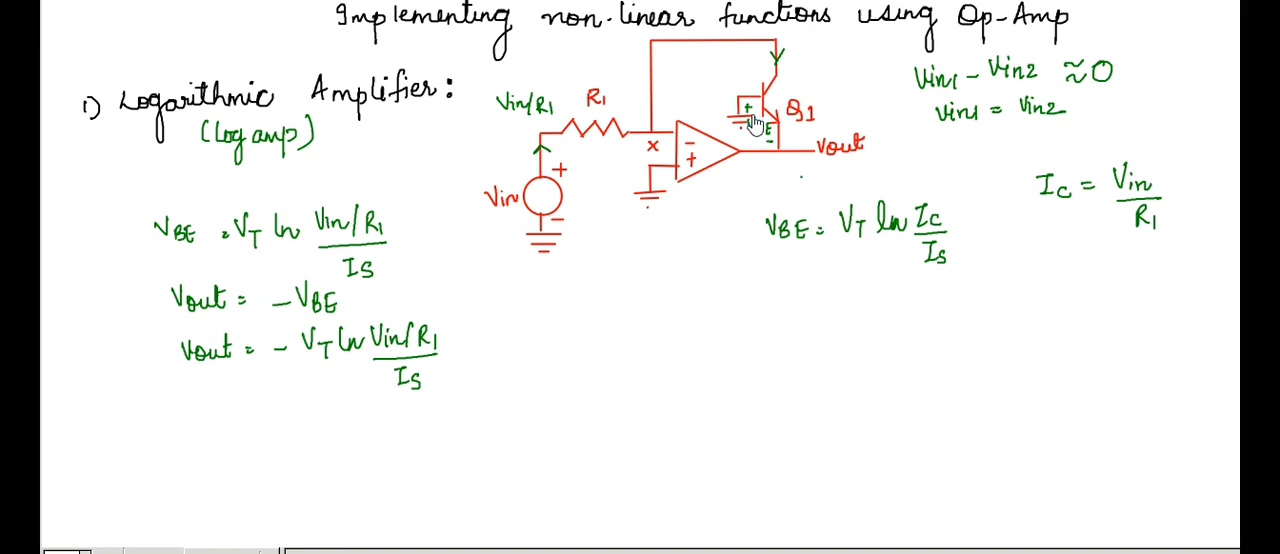 Implementing non-linear functions using Op-Amp
1) Logarithmic Amplifier:
(log amp)
Vin/R1
R1
x
-
+
+
-
Vin
+
-
E
Q1
Vout
Vin1 - Vin2 ≈ 0
Vin1 = Vin2
IC = Vin/R1
VBE = VT ln IC/IS
VBE = VT ln (Vin/R1)/IS
Vout = -VBE
Vout = - VT ln (Vin/R1)/IS